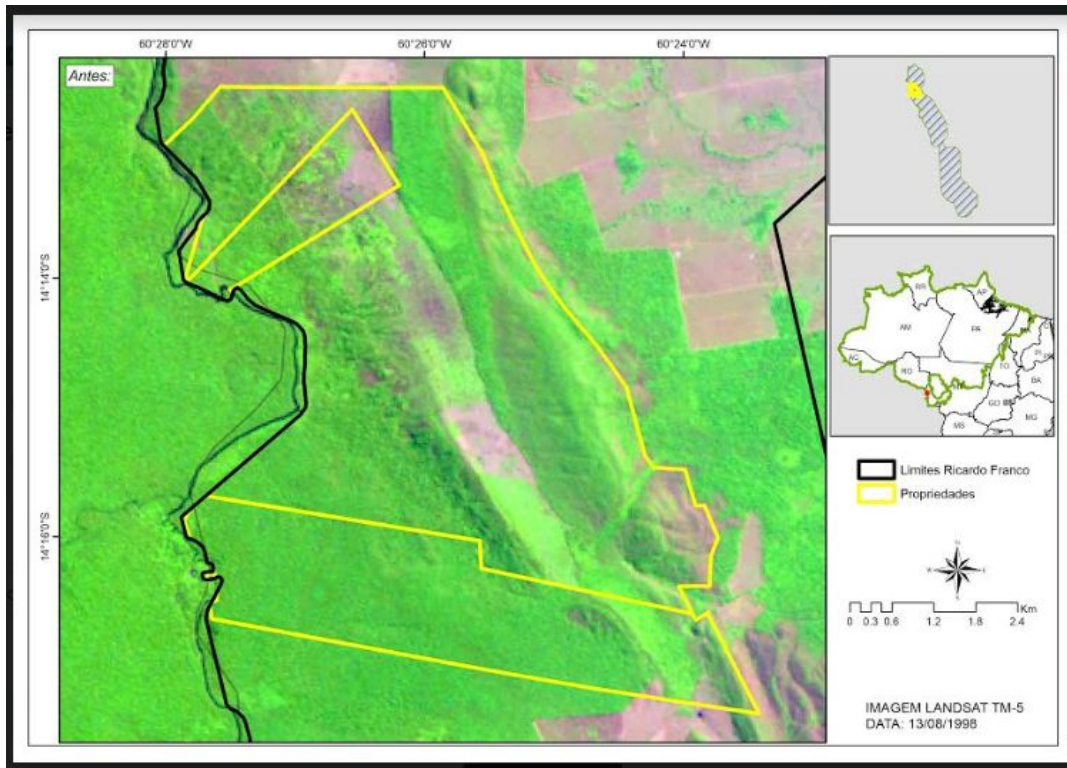 60°28'0"W 60°26'0"W 60°24'0"W
Antes:
14°14'0"S
14°16'0"S
RR
AP
AM
PA
AC
RO
TO
PI
BA
GO
MG
MS
Limites Ricardo Franco
Propriedades
N
W
E
S
0 0.3 0.6 1.2 1.8 2.4 Km
IMAGEM LANDSAT TM-5
DATA: 13/08/1998